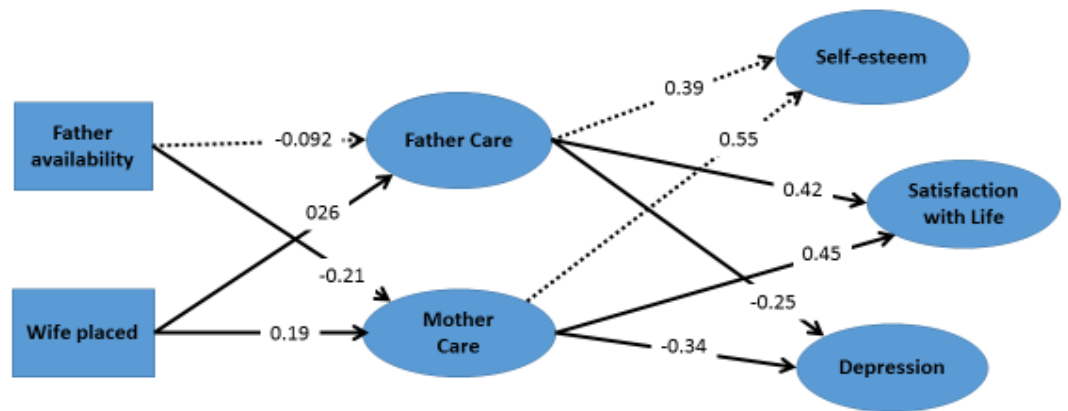 Self-esteem
0.39
Father
availability
-0.092
Father Care
0.55
0.42
Satisfaction
with Life
026
0.45
-0.21
-0.25
Wife placed
0.19
Mother
Care
-0.34
Depression